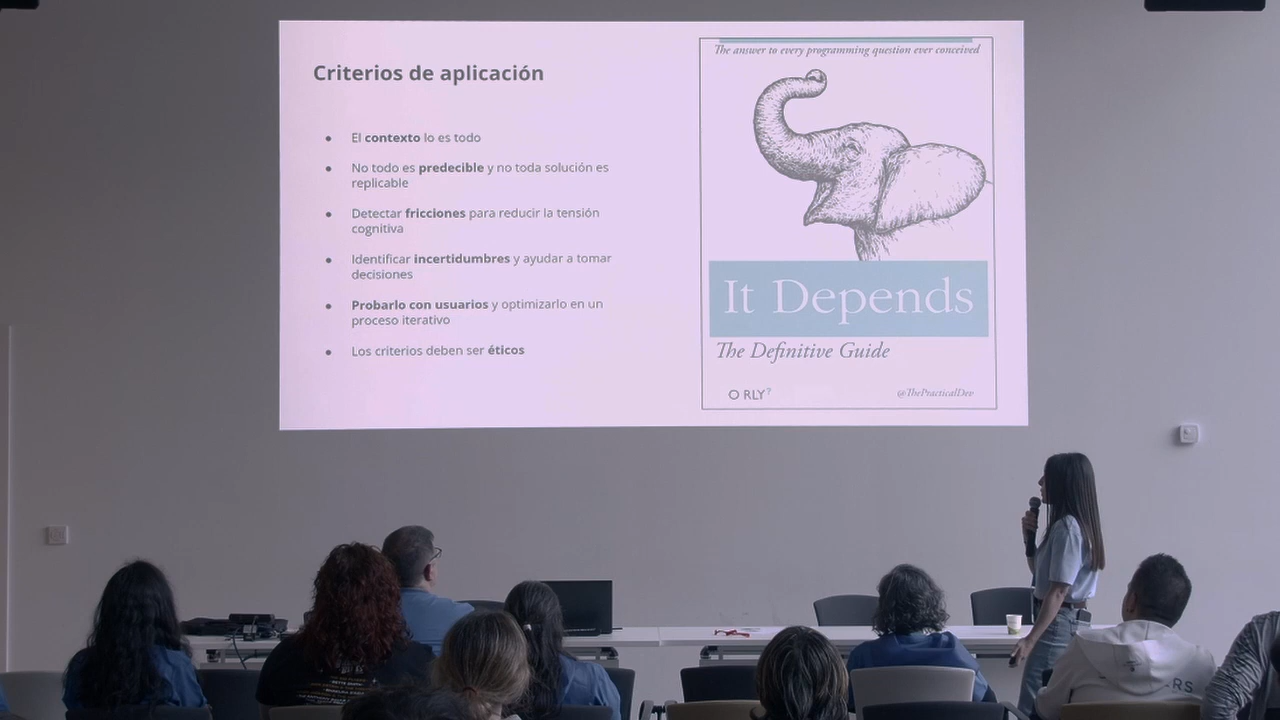 Criterios de aplicación
El contexto lo es todo
No todo es predecible y no toda solución es
replicable
Detectar fricciones para reducir la tensión
cognitiva
Identificar incertidumbres y ayudar a tomar
decisiones
Probarlo con usuarios y optimizarlo en un
proceso iterativo
Los criterios deben ser éticos
The answer to every programming question ever conceived
It Depends
The Definitive Guide
O RLY?
@ThePracticalDev
ERS